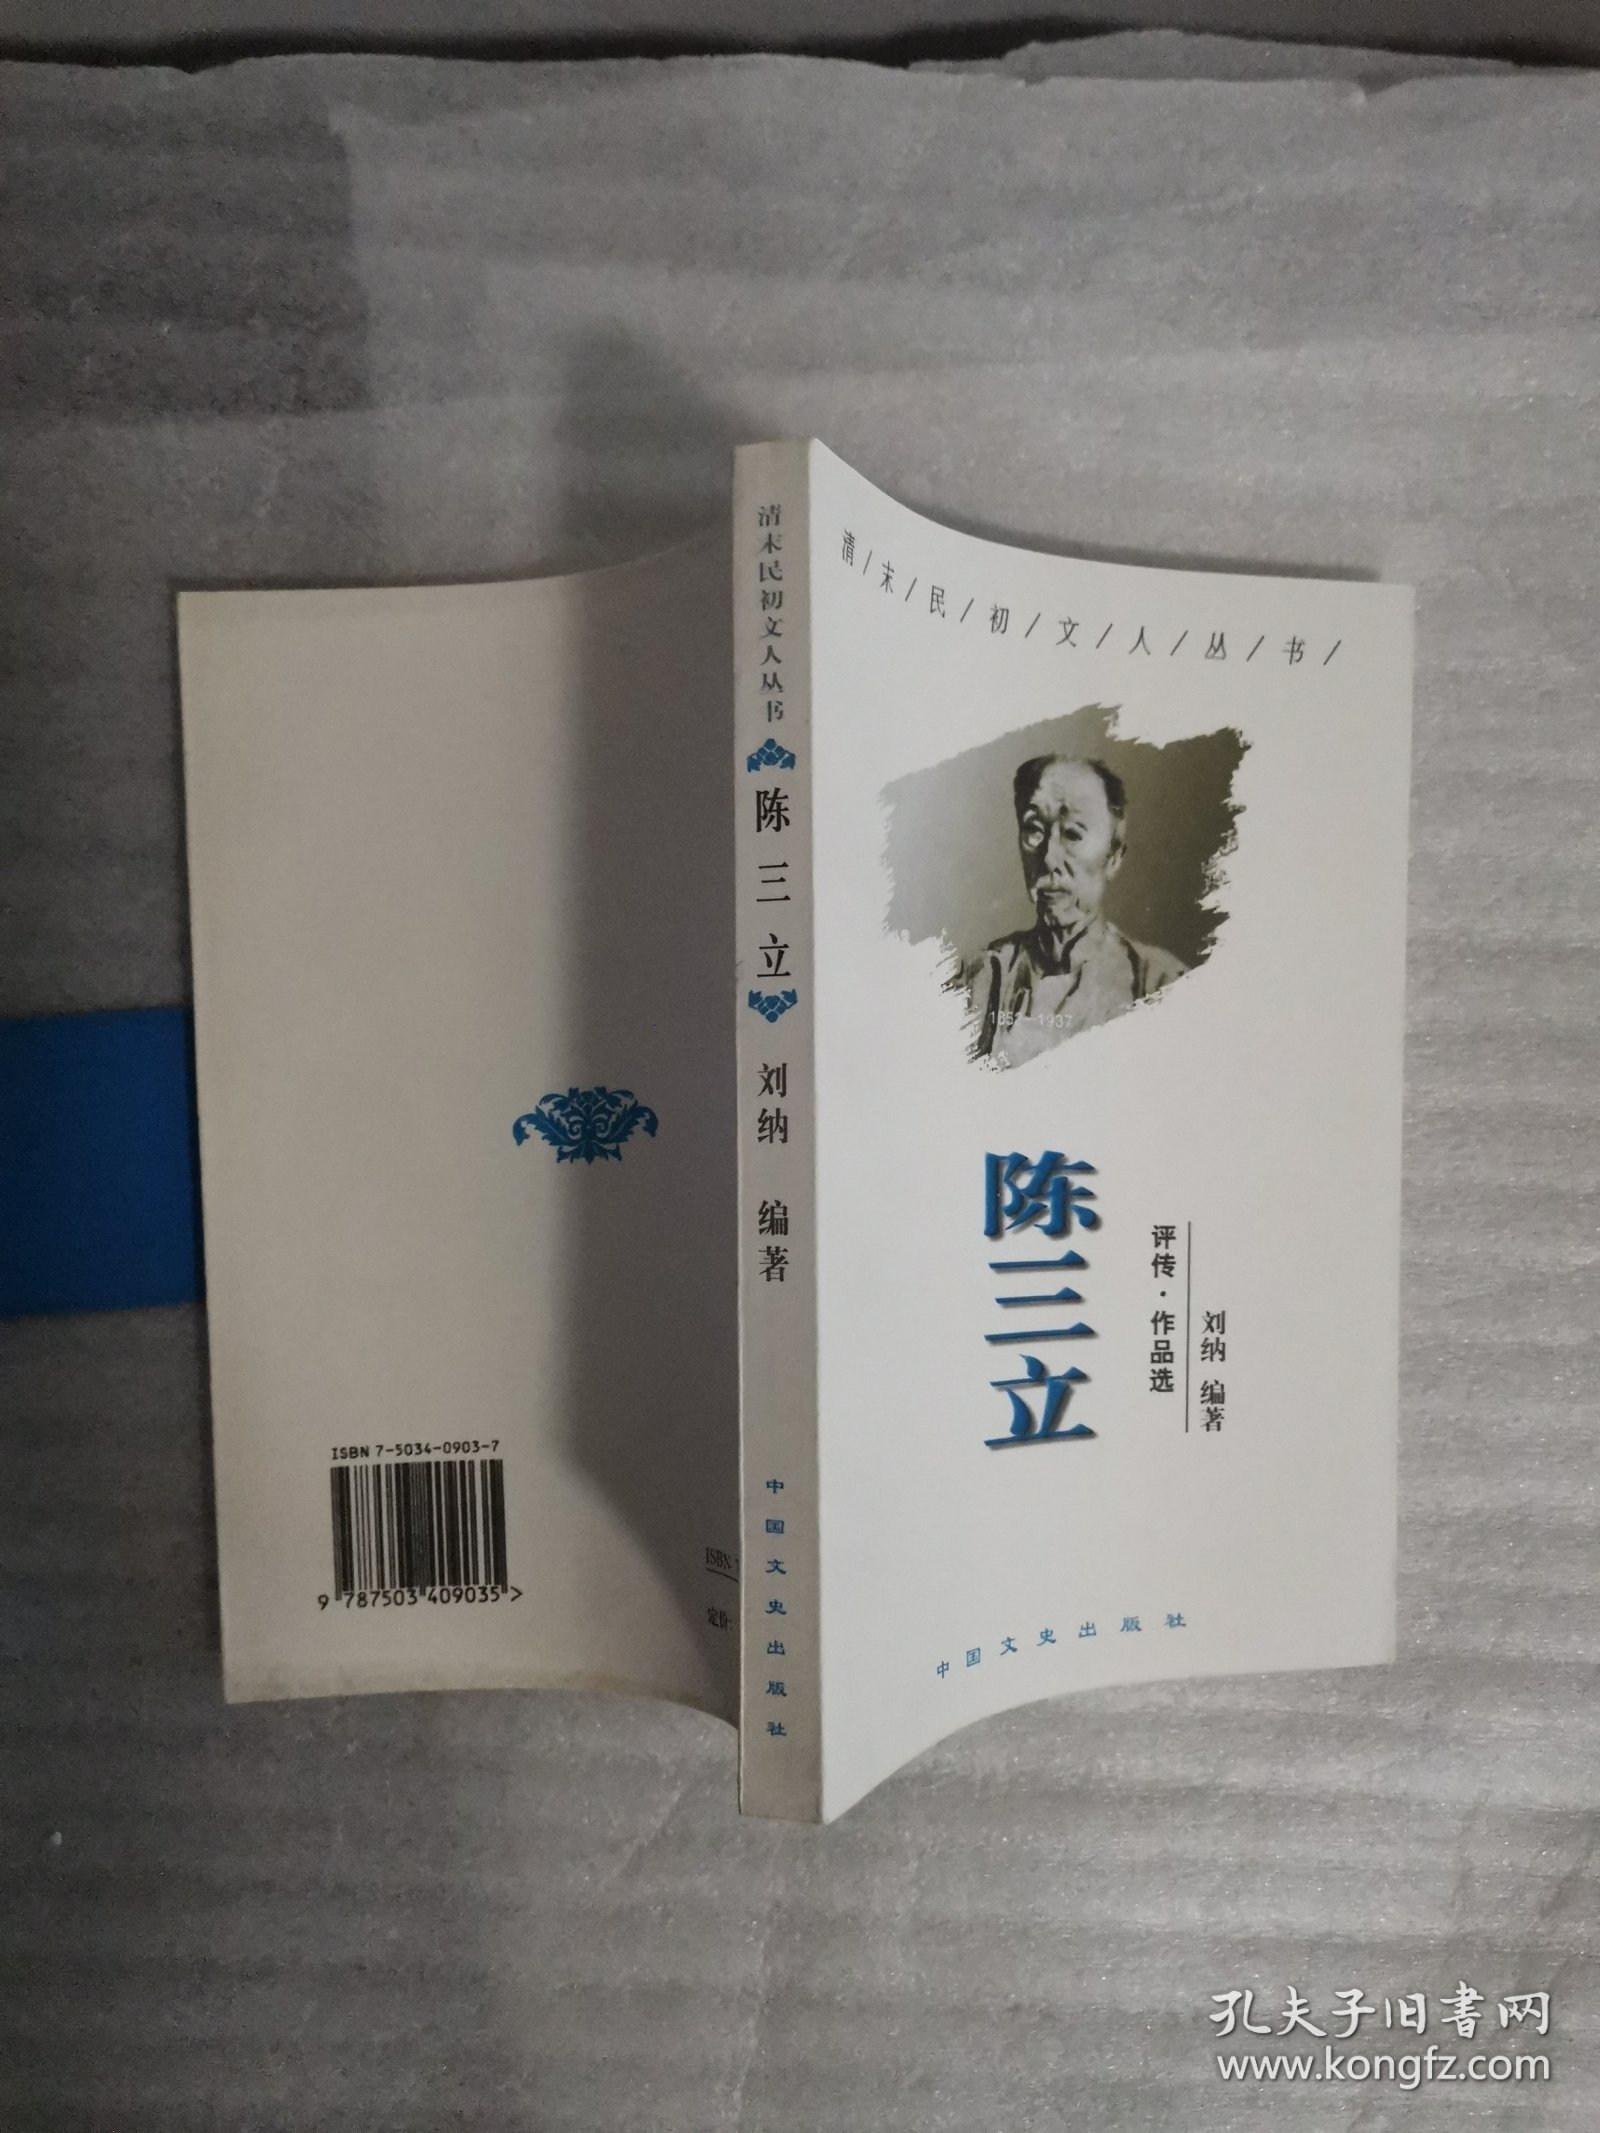 清/末/民/初/文/人/丛/书/
陈三立
评传·作品选
刘纳 编著
中国文史出版社
清末民初文人丛书
陈三立
刘纳 编著
中国文史出版社
ISBN 7-5034-0903-7
9 787503 409035>
ISBN
定价:
孔夫子旧书网
www.kongfz.com